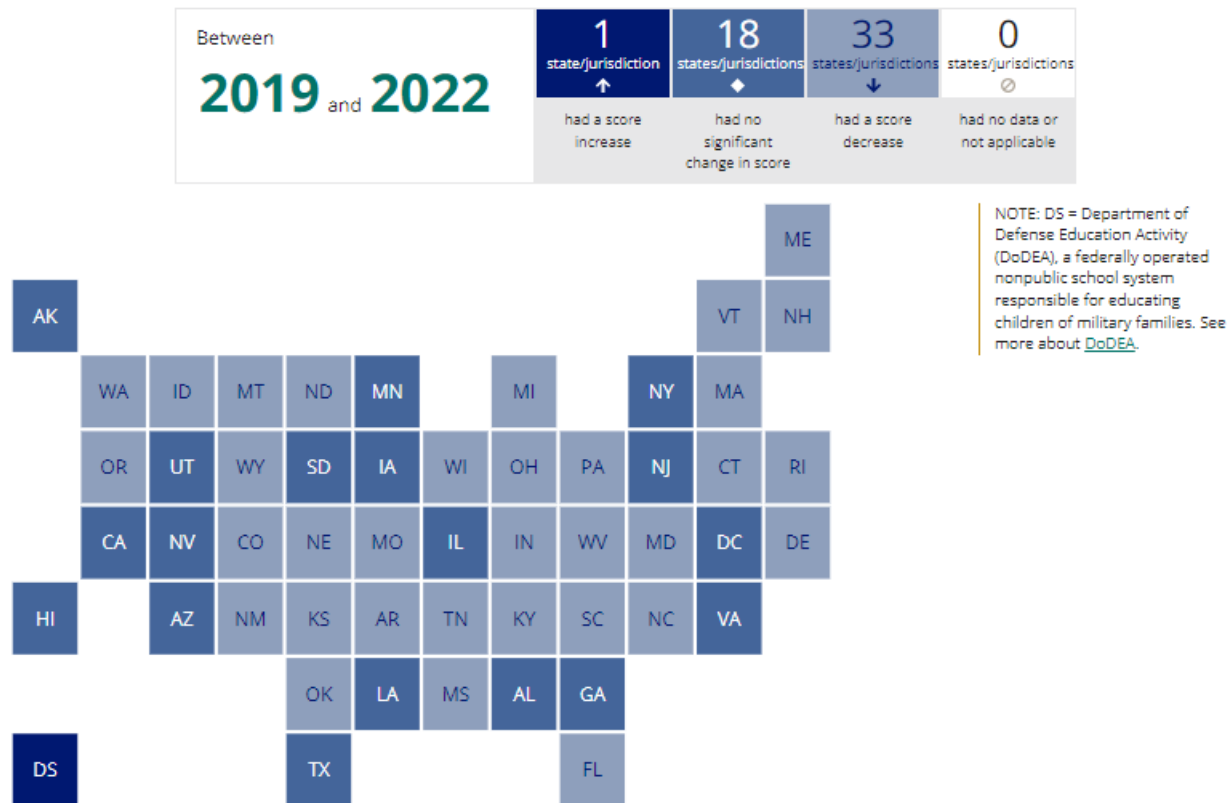 Between
2019 and 2022
1
state/jurisdiction
had a score
increase
18
states/jurisdictions
had no
significant
change in score
33
states/jurisdictions
had a score
decrease
0
states/jurisdictions
had no data or
not applicable
NOTE: DS = Department of
Defense Education Activity
(DoDEA), a federally operated
nonpublic school system
responsible for educating
children of military families. See
more about DoDEA.
ME
AK VT NH
WA ID MT ND MN MI NY MA
OR UT WY SD IA WI OH PA NJ CT RI
CA NV CO NE MO IL IN WV MD DC DE
HI AZ NM KS AR TN KY SC NC VA
OK LA MS AL GA
DS TX FL